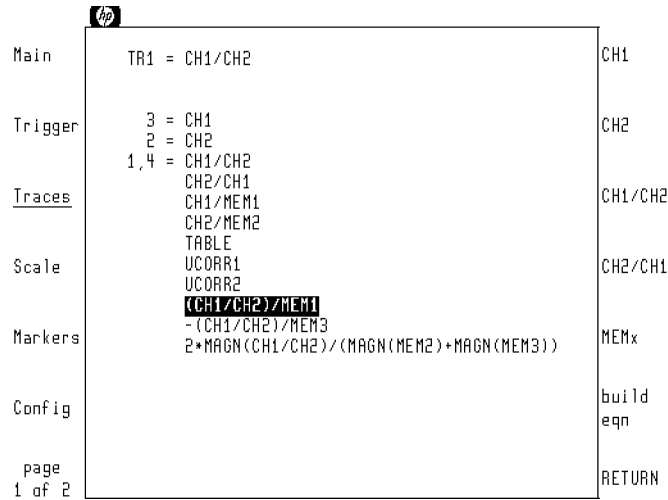 hp
Main
Trigger
Traces
Scale
Markers
Config
page
1 of 2
TR1 = CH1/CH2
3 = CH1
2 = CH2
1,4 = CH1/CH2
CH2/CH1
CH1/MEM1
CH2/MEM2
TABLE
UCORR1
UCORR2
(CH1/CH2)/MEM1
-(CH1/CH2)/MEM3
2*MAGN(CH1/CH2)/(MAGN(MEM2)+MAGN(MEM3))
CH1
CH2
CH1/CH2
CH2/CH1
MEMx
build
eqn
RETURN